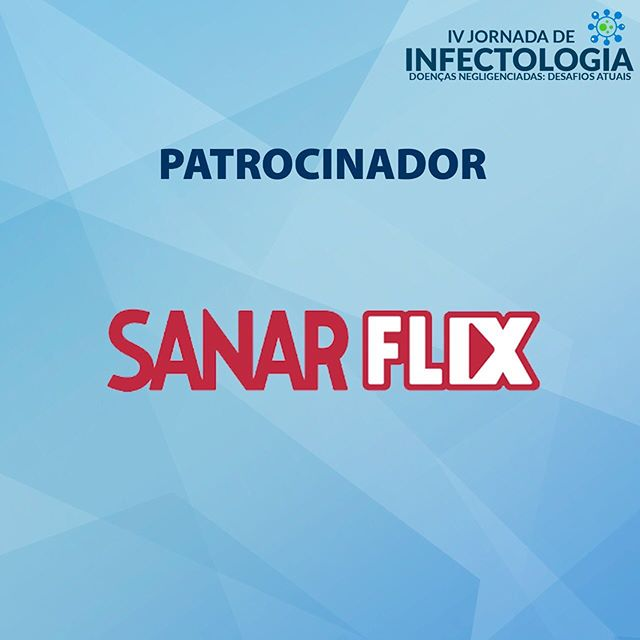 IV JORNADA DE
INFECTOLOGIA
DOENÇAS NEGLIGENCIADAS: DESAFIOS ATUAIS
PATROCINADOR
SANAR FLIX